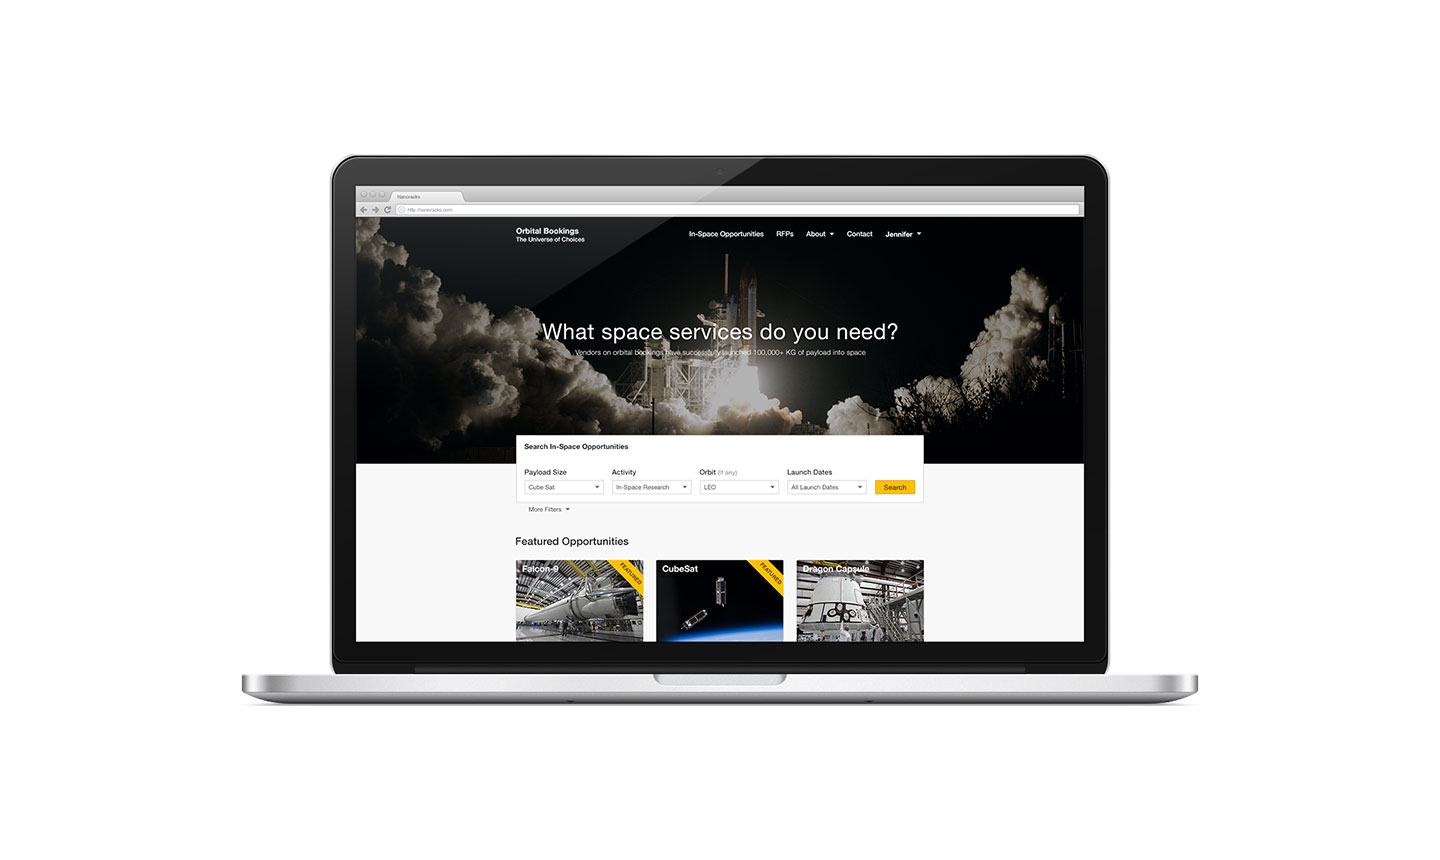 Nanoracks
http://nanoracks.com
Orbital Bookings
The Universe of Choices
In-Space Opportunities RFPs About Contact Jennifer
What space services do you need?
Vendors on orbital bookings have successfully launched 100,000+ KG of payload into space
Search In-Space Opportunities
Payload Size Activity Orbit (If any) Launch Dates
Cube Sat In-Space Research LEO All Launch Dates Search
More Filters
Featured Opportunities
Falcon-9 FEATURED CubeSat FEATURED Dragon Capsule